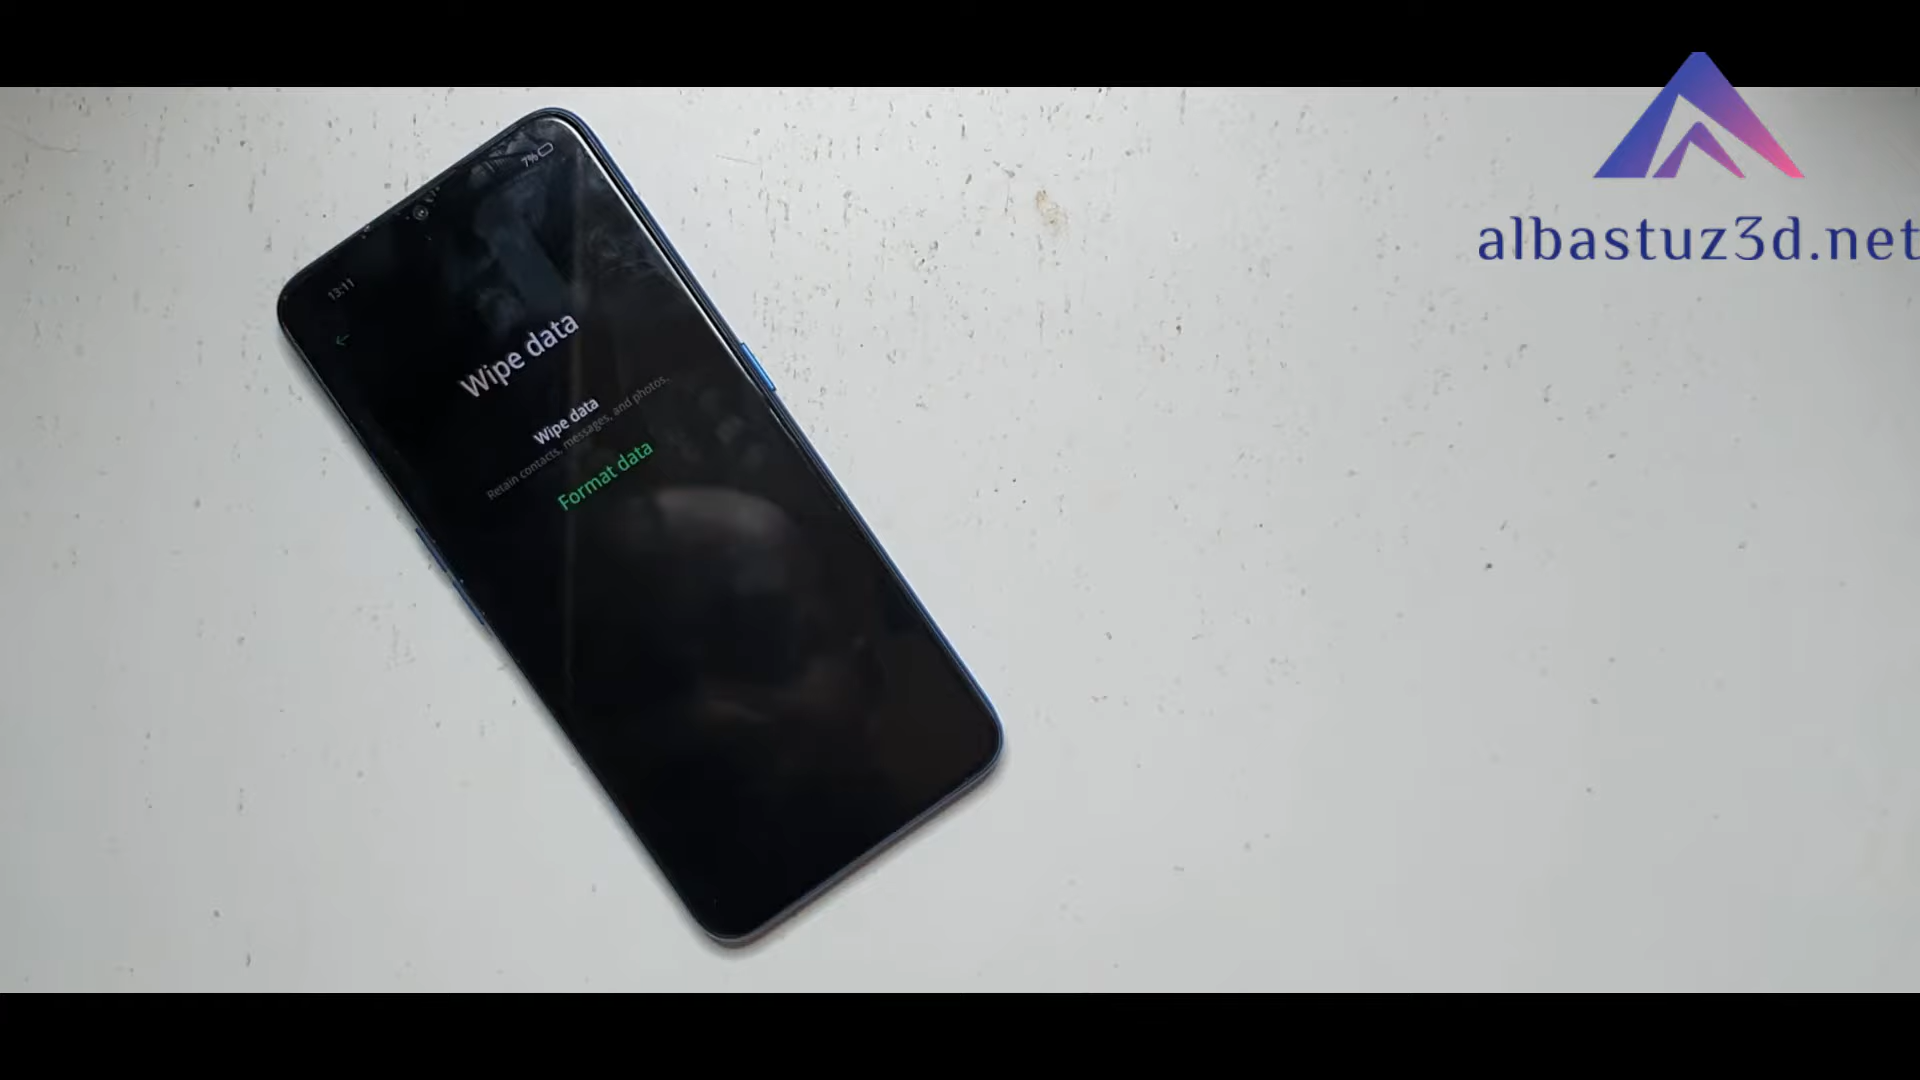 albastuz3d.net
7%
13:11
Wipe data
Wipe data
Retain contacts, messages, and photos.
Format data